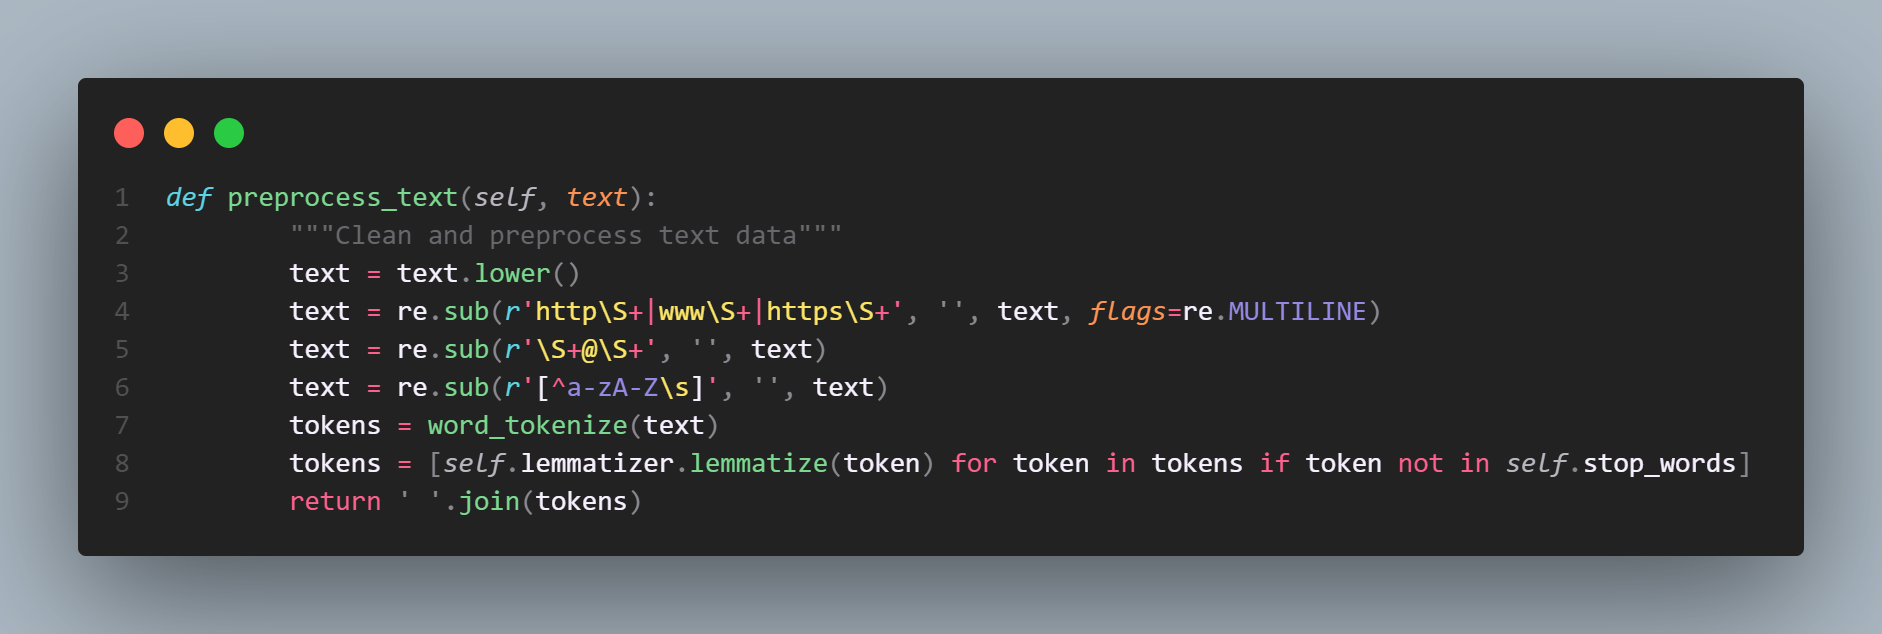 1 def preprocess_text(self, text):
2 """Clean and preprocess text data"""
3 text = text.lower()
4 text = re.sub(r'http\S+|www\S+|https\S+', '', text, flags=re.MULTILINE)
5 text = re.sub(r'\S+@\S+', '', text)
6 text = re.sub(r'[^a-zA-Z\s]', '', text)
7 tokens = word_tokenize(text)
8 tokens = [self.lemmatizer.lemmatize(token) for token in tokens if token not in self.stop_words]
9 return ' '.join(tokens)